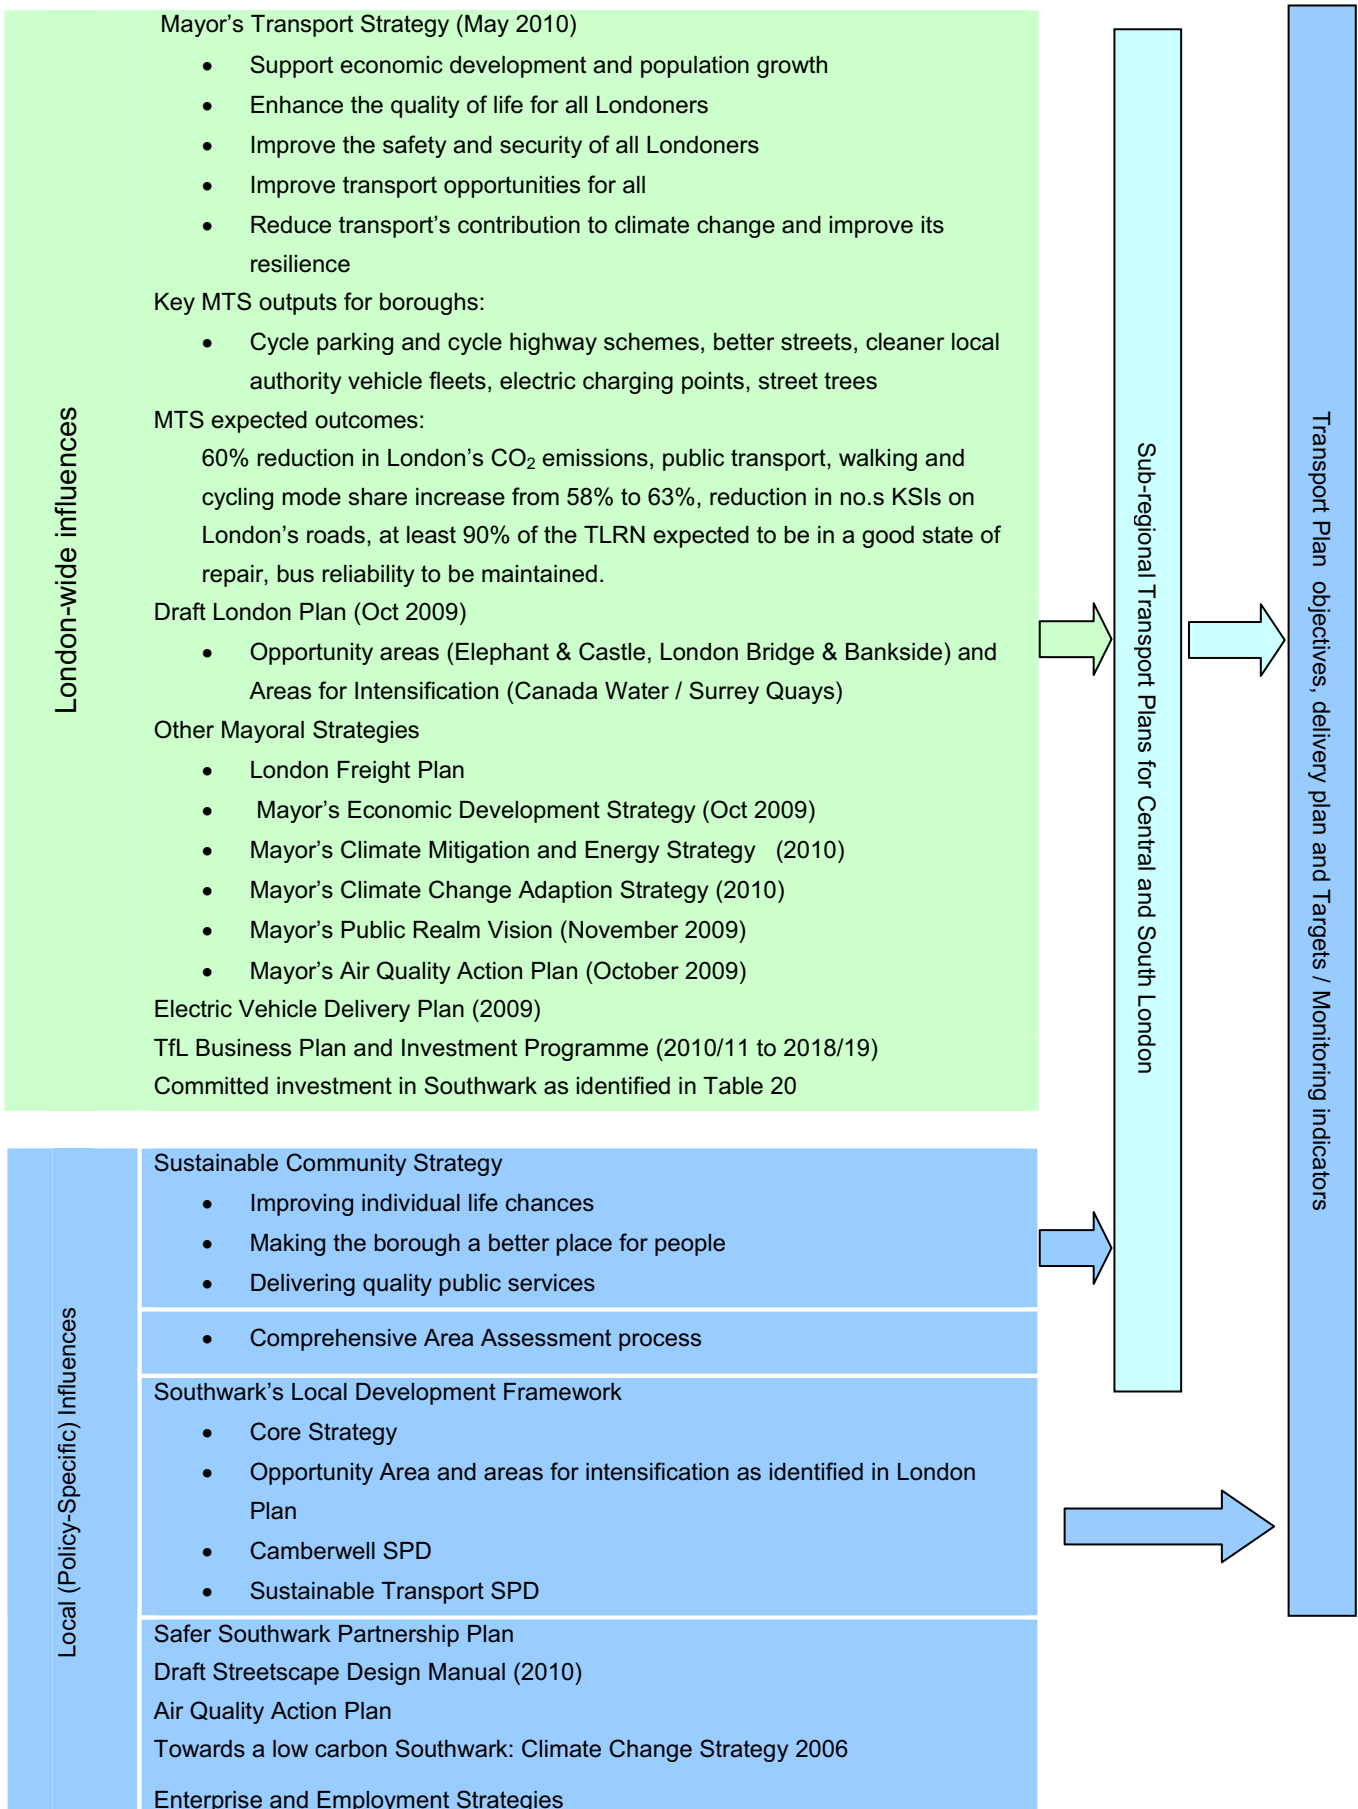 London-wide influences
Mayor's Transport Strategy (May 2010)
• Support economic development and population growth
• Enhance the quality of life for all Londoners
• Improve the safety and security of all Londoners
• Improve transport opportunities for all
• Reduce transport's contribution to climate change and improve its
resilience
Key MTS outputs for boroughs:
• Cycle parking and cycle highway schemes, better streets, cleaner local
authority vehicle fleets, electric charging points, street trees
MTS expected outcomes:
60% reduction in London's CO₂ emissions, public transport, walking and
cycling mode share increase from 58% to 63%, reduction in no.s KSIs on
London's roads, at least 90% of the TLRN expected to be in a good state of
repair, bus reliability to be maintained.
Draft London Plan (Oct 2009)
• Opportunity areas (Elephant & Castle, London Bridge & Bankside) and
Areas for Intensification (Canada Water / Surrey Quays)
Other Mayoral Strategies
• London Freight Plan
• Mayor's Economic Development Strategy (Oct 2009)
• Mayor's Climate Mitigation and Energy Strategy (2010)
• Mayor's Climate Change Adaption Strategy (2010)
• Mayor's Public Realm Vision (November 2009)
• Mayor's Air Quality Action Plan (October 2009)
Electric Vehicle Delivery Plan (2009)
TfL Business Plan and Investment Programme (2010/11 to 2018/19)
Committed investment in Southwark as identified in Table 20
Local (Policy-Specific) Influences
Sustainable Community Strategy
• Improving individual life chances
• Making the borough a better place for people
• Delivering quality public services
• Comprehensive Area Assessment process
Southwark's Local Development Framework
• Core Strategy
• Opportunity Area and areas for intensification as identified in London
Plan
• Camberwell SPD
• Sustainable Transport SPD
Safer Southwark Partnership Plan
Draft Streetscape Design Manual (2010)
Air Quality Action Plan
Towards a low carbon Southwark: Climate Change Strategy 2006
Enterprise and Employment Strategies
Sub-regional Transport Plans for Central and South London
Transport Plan objectives, delivery plan and Targets / Monitoring indicators